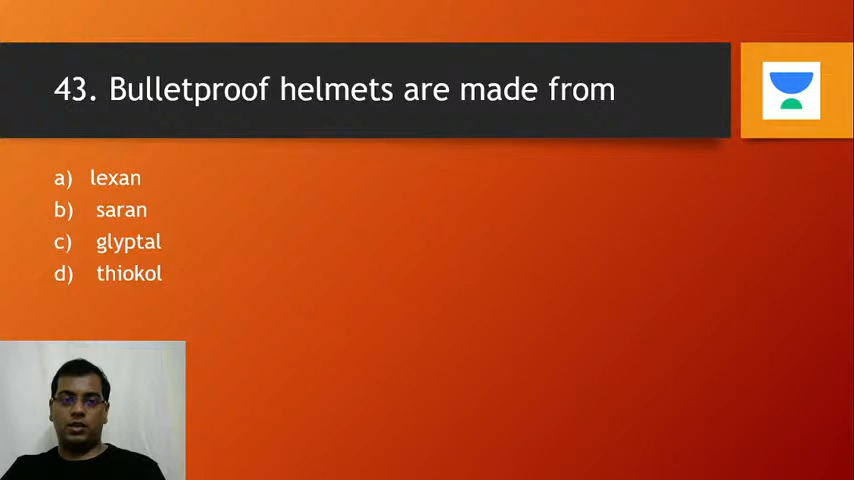 43. Bulletproof helmets are made from
a) lexan
b) saran
c) glyptal
d) thiokol